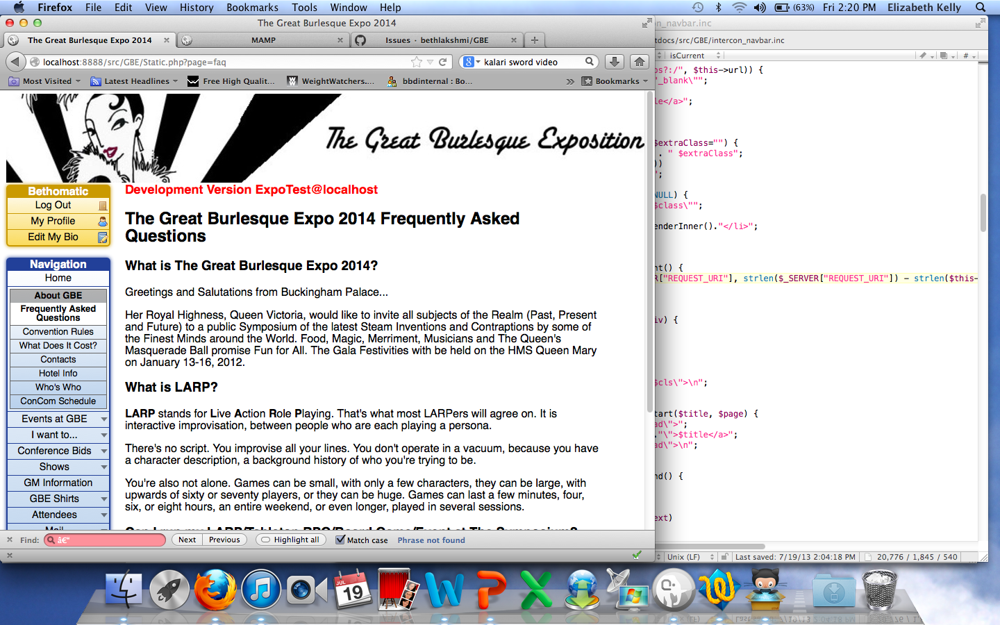 Firefox File Edit View History Bookmarks Tools Window Help (63%) Fri 2:20 PM Elizabeth Kelly
The Great Burlesque Expo 2014
The Great Burlesque Expo 2014 MAMP Issues · bethlakshmi/GBE
localhost:8888/src/GBE/Static.php?page=faq kalari sword video
Most Visited Latest Headlines Free High Qualit... WeightWatchers.... bbdinternal : Bo... Bookmarks
The Great Burlesque Exposition
Bethomatic
Log Out
My Profile
Edit My Bio
Navigation
Home
About GBE
Frequently Asked
Questions
Convention Rules
What Does It Cost?
Contacts
Hotel Info
Who's Who
ConCom Schedule
Events at GBE
I want to...
Conference Bids
Shows
GM Information
GBE Shirts
Attendees
Mail
Development Version ExpoTest@localhost
The Great Burlesque Expo 2014 Frequently Asked
Questions
What is The Great Burlesque Expo 2014?
Greetings and Salutations from Buckingham Palace...
Her Royal Highness, Queen Victoria, would like to invite all subjects of the Realm (Past, Present
and Future) to a public Symposium of the latest Steam Inventions and Contraptions by some of
the Finest Minds around the World. Food, Magic, Merriment, Musicians and The Queen's
Masquerade Ball promise Fun for All. The Gala Festivities with be held on the HMS Queen Mary
on January 13-16, 2012.
What is LARP?
LARP stands for Live Action Role Playing. That's what most LARPers will agree on. It is
interactive improvisation, between people who are each playing a persona.
There's no script. You improvise all your lines. You don't operate in a vacuum, because you have
a character description, a background history of who you're trying to be.
You're also not alone. Games can be small, with only a few characters, they can be large, with
upwards of sixty or seventy players, or they can be huge. Games can last a few minutes, four,
six, or eight hours, an entire weekend, or even longer, played in several sessions.
Can I run my LARP/Tabletop RPG/Board Game/Event at The Symposium?
Find: â€“ Next Previous Highlight all Match case Phrase not found
on_navbar.inc
tdocs/src/GBE/intercon_navbar.inc
isCurrent #
ps?:/", $this->url)) {
"_blank\"";
le</a>";
$extraClass="") {
. " $extraClass";
))
";
NULL) {
$class\"";
enderInner()."</li>";
nt() {
R["REQUEST_URI"], strlen($_SERVER["REQUEST_URI"]) - strlen($this-
iv) {
$cls\">\n";
tart($title, $page) {
ad\">";
."\">$title</a>";
ad\">\n";
nd() {
ext)
Unix (LF) Last saved: 7/19/13 2:04:18 PM 20,776 / 1,845 / 540
JUL
19